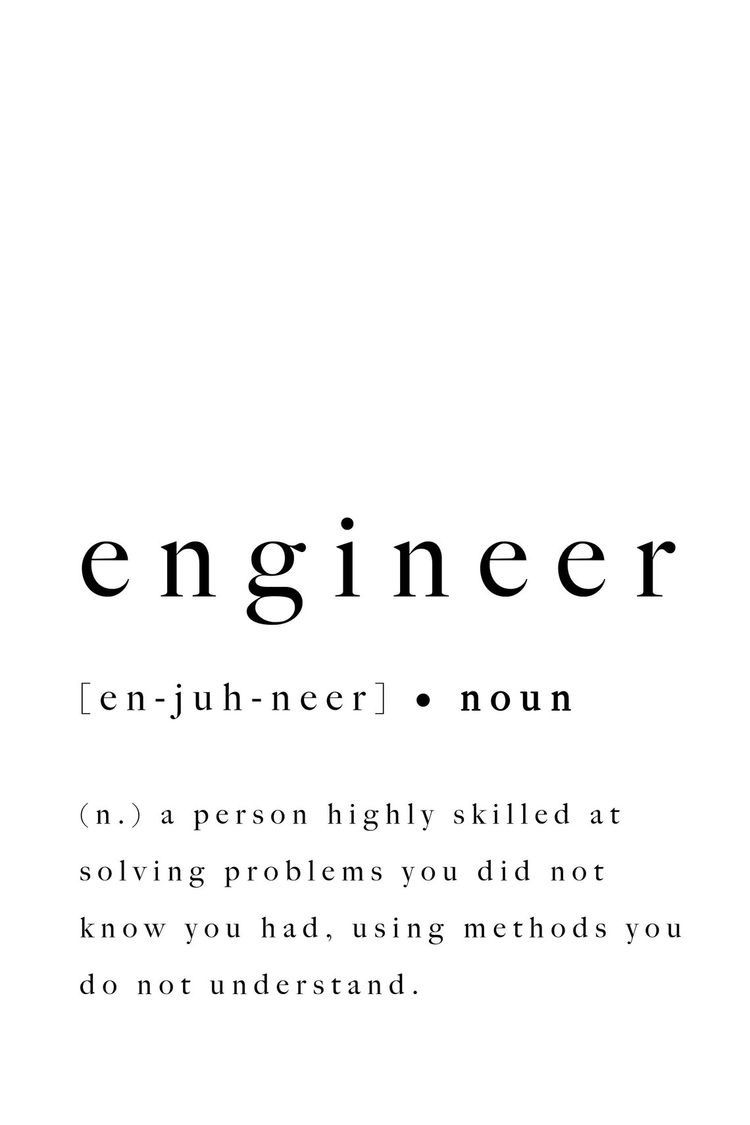 engineer
[en-juh-neer] • noun
(n.) a person highly skilled at
solving problems you did not
know you had, using methods you
do not understand.